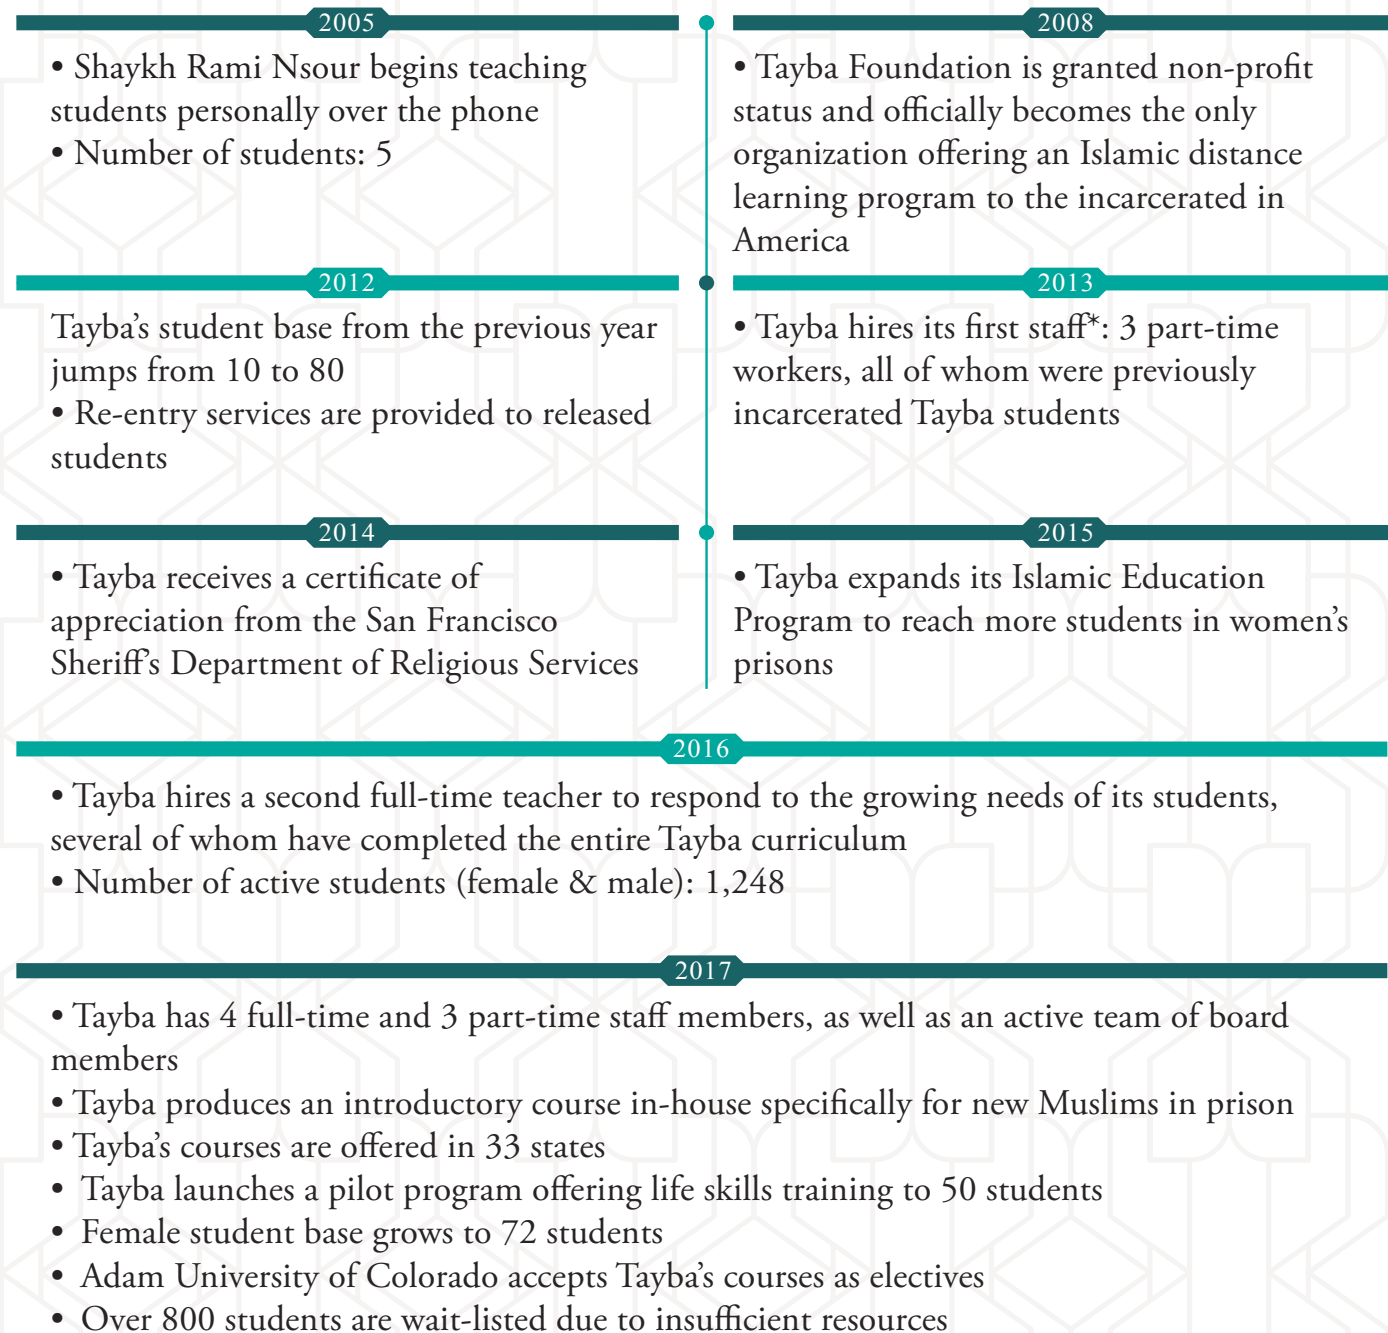 2005
• Shaykh Rami Nsour begins teaching
students personally over the phone
• Number of students: 5
2008
• Tayba Foundation is granted non-profit
status and officially becomes the only
organization offering an Islamic distance
learning program to the incarcerated in
America
2012
Tayba’s student base from the previous year
jumps from 10 to 80
• Re-entry services are provided to released
students
2013
• Tayba hires its first staff*: 3 part-time
workers, all of whom were previously
incarcerated Tayba students
2014
• Tayba receives a certificate of
appreciation from the San Francisco
Sheriff’s Department of Religious Services
2015
• Tayba expands its Islamic Education
Program to reach more students in women’s
prisons
2016
• Tayba hires a second full-time teacher to respond to the growing needs of its students,
several of whom have completed the entire Tayba curriculum
• Number of active students (female & male): 1,248
2017
• Tayba has 4 full-time and 3 part-time staff members, as well as an active team of board
members
• Tayba produces an introductory course in-house specifically for new Muslims in prison
• Tayba’s courses are offered in 33 states
• Tayba launches a pilot program offering life skills training to 50 students
• Female student base grows to 72 students
• Adam University of Colorado accepts Tayba’s courses as electives
• Over 800 students are wait-listed due to insufficient resources